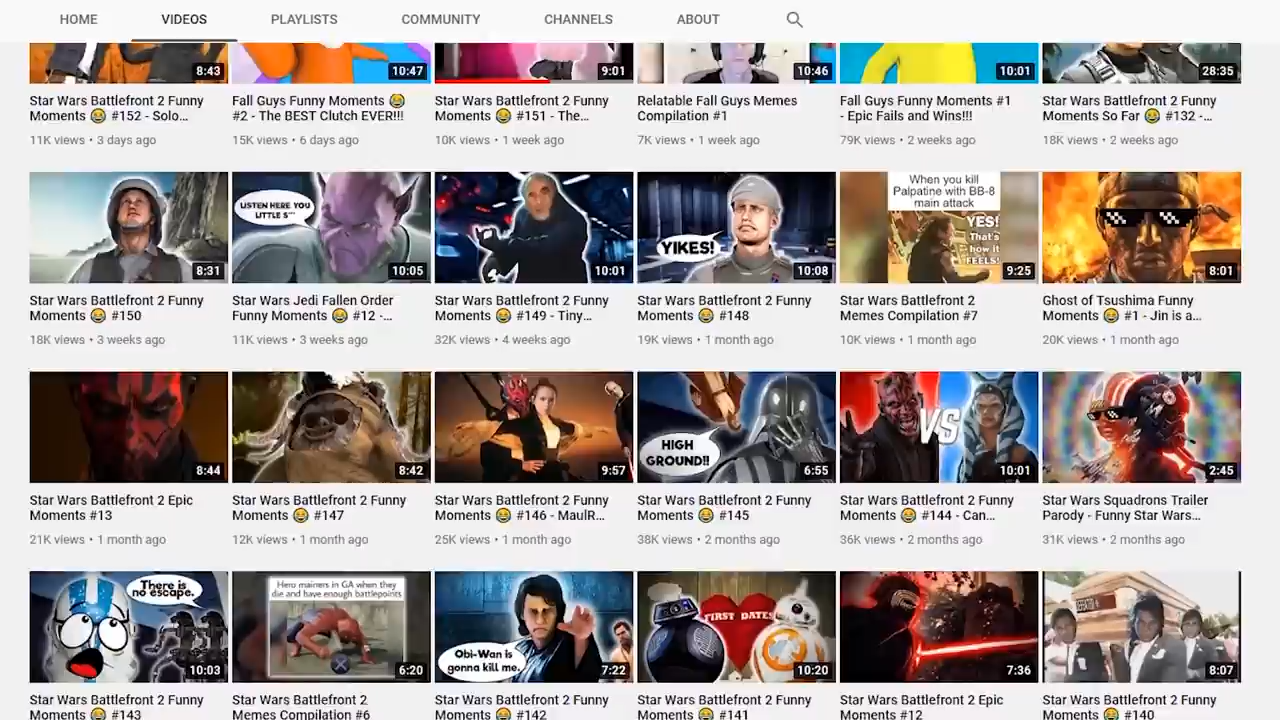 HOME VIDEOS PLAYLISTS COMMUNITY CHANNELS ABOUT
8:43 10:47 9:01 10:46 10:01 28:35
Star Wars Battlefront 2 Funny
Moments 😂 #152 - Solo...
11K views • 3 days ago
Fall Guys Funny Moments 😂
#2 - The BEST Clutch EVER!!!
15K views • 6 days ago
Star Wars Battlefront 2 Funny
Moments 😂 #151 - The...
10K views • 1 week ago
Relatable Fall Guys Memes
Compilation #1
7K views • 1 week ago
Fall Guys Funny Moments #1
- Epic Fails and Wins!!!
79K views • 2 weeks ago
Star Wars Battlefront 2 Funny
Moments So Far 😂 #132 -...
18K views • 2 weeks ago
8:31
Star Wars Battlefront 2 Funny
Moments 😂 #150
18K views • 3 weeks ago
LISTEN HERE YOU
LITTLE S***
10:05
Star Wars Jedi Fallen Order
Funny Moments 😂 #12 -...
11K views • 3 weeks ago
10:01
Star Wars Battlefront 2 Funny
Moments 😂 #149 - Tiny...
32K views • 4 weeks ago
YIKES!
10:08
Star Wars Battlefront 2 Funny
Moments 😂 #148
19K views • 1 month ago
When you kill
Palpatine with BB-8
main attack
YES!
That's
how it
FEELS!
9:25
Star Wars Battlefront 2
Memes Compilation #7
10K views • 1 month ago
8:01
Ghost of Tsushima Funny
Moments 😂 #1 - Jin is a...
20K views • 1 month ago
8:44
Star Wars Battlefront 2 Epic
Moments #13
21K views • 1 month ago
8:42
Star Wars Battlefront 2 Funny
Moments 😂 #147
12K views • 1 month ago
9:57
Star Wars Battlefront 2 Funny
Moments 😂 #146 - MaulR...
25K views • 1 month ago
HIGH
GROUND!!
6:55
Star Wars Battlefront 2 Funny
Moments 😂 #145
38K views • 2 months ago
VS
10:01
Star Wars Battlefront 2 Funny
Moments 😂 #144 - Can...
36K views • 2 months ago
2:45
Star Wars Squadrons Trailer
Parody - Funny Star Wars...
31K views • 2 months ago
There is
no escape.
10:03
Star Wars Battlefront 2 Funny
Moments 😂 #143
Hero mainers in GA when they
die and have enough battlepoints
6:20
Star Wars Battlefront 2
Memes Compilation #6
Obi-Wan is
gonna kill me.
7:22
Star Wars Battlefront 2 Funny
Moments 😂 #142
FIRST DATES
10:20
Star Wars Battlefront 2 Funny
Moments 😂 #141
7:36
Star Wars Battlefront 2 Epic
Moments #12
8:07
Star Wars Battlefront 2 Funny
Moments 😂 #140